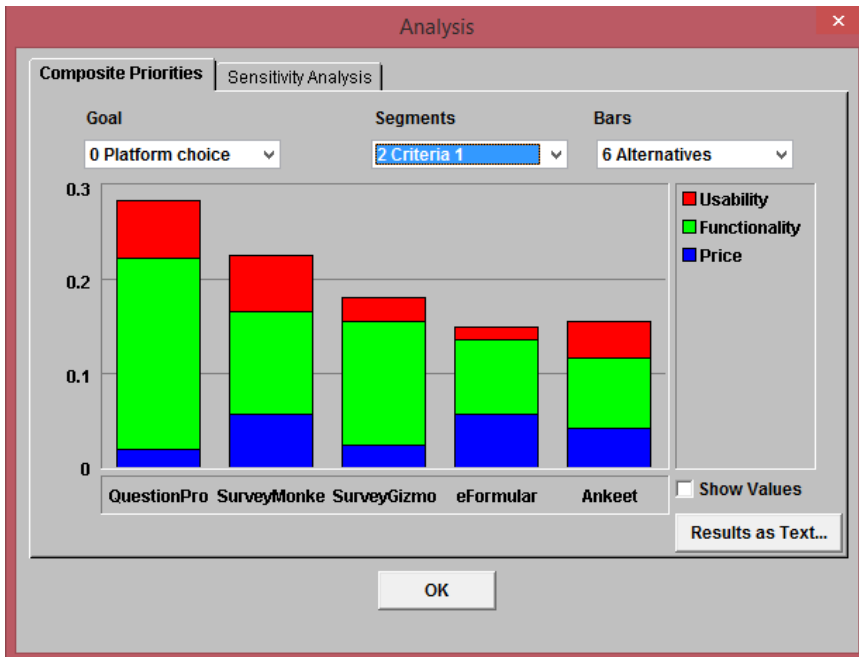 Analysis
Composite Priorities Sensitivity Analysis
Goal Segments Bars
0 Platform choice 2 Criteria 1 6 Alternatives
0.3
0.2
0.1
0
Usability
Functionality
Price
QuestionPro SurveyMonke SurveyGizmo eFormular Ankeet
Show Values
Results as Text...
OK